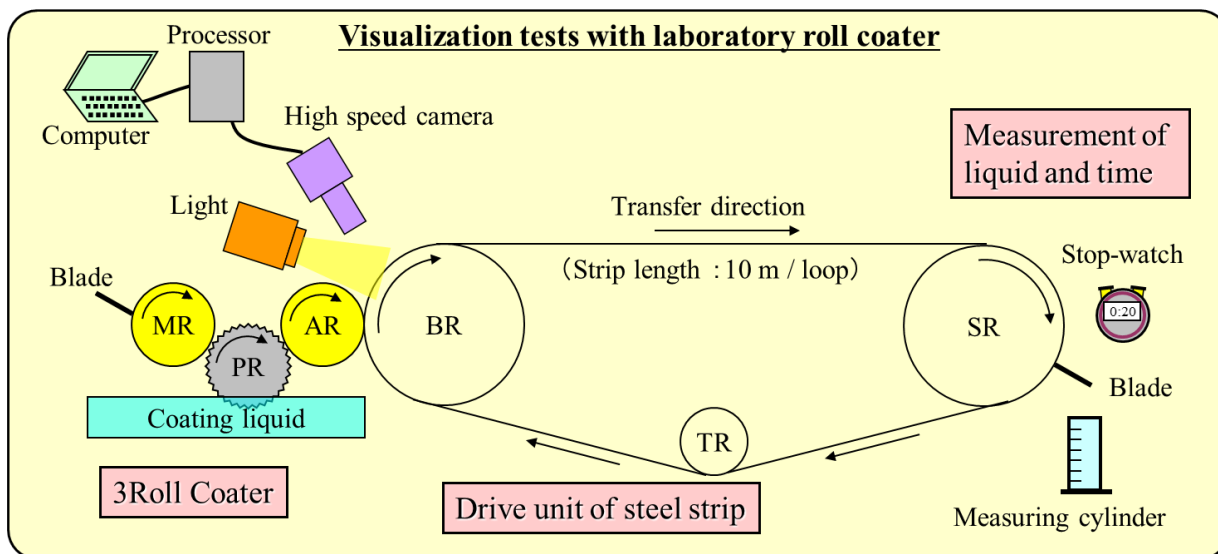 Visualization tests with laboratory roll coater
Processor
Computer
High speed camera
Measurement of
liquid and time
Light
Transfer direction
(Strip length : 10 m / loop)
Stop-watch
0:20
Blade
MR
AR
BR
SR
PR
Blade
Coating liquid
TR
3Roll Coater
Drive unit of steel strip
Measuring cylinder